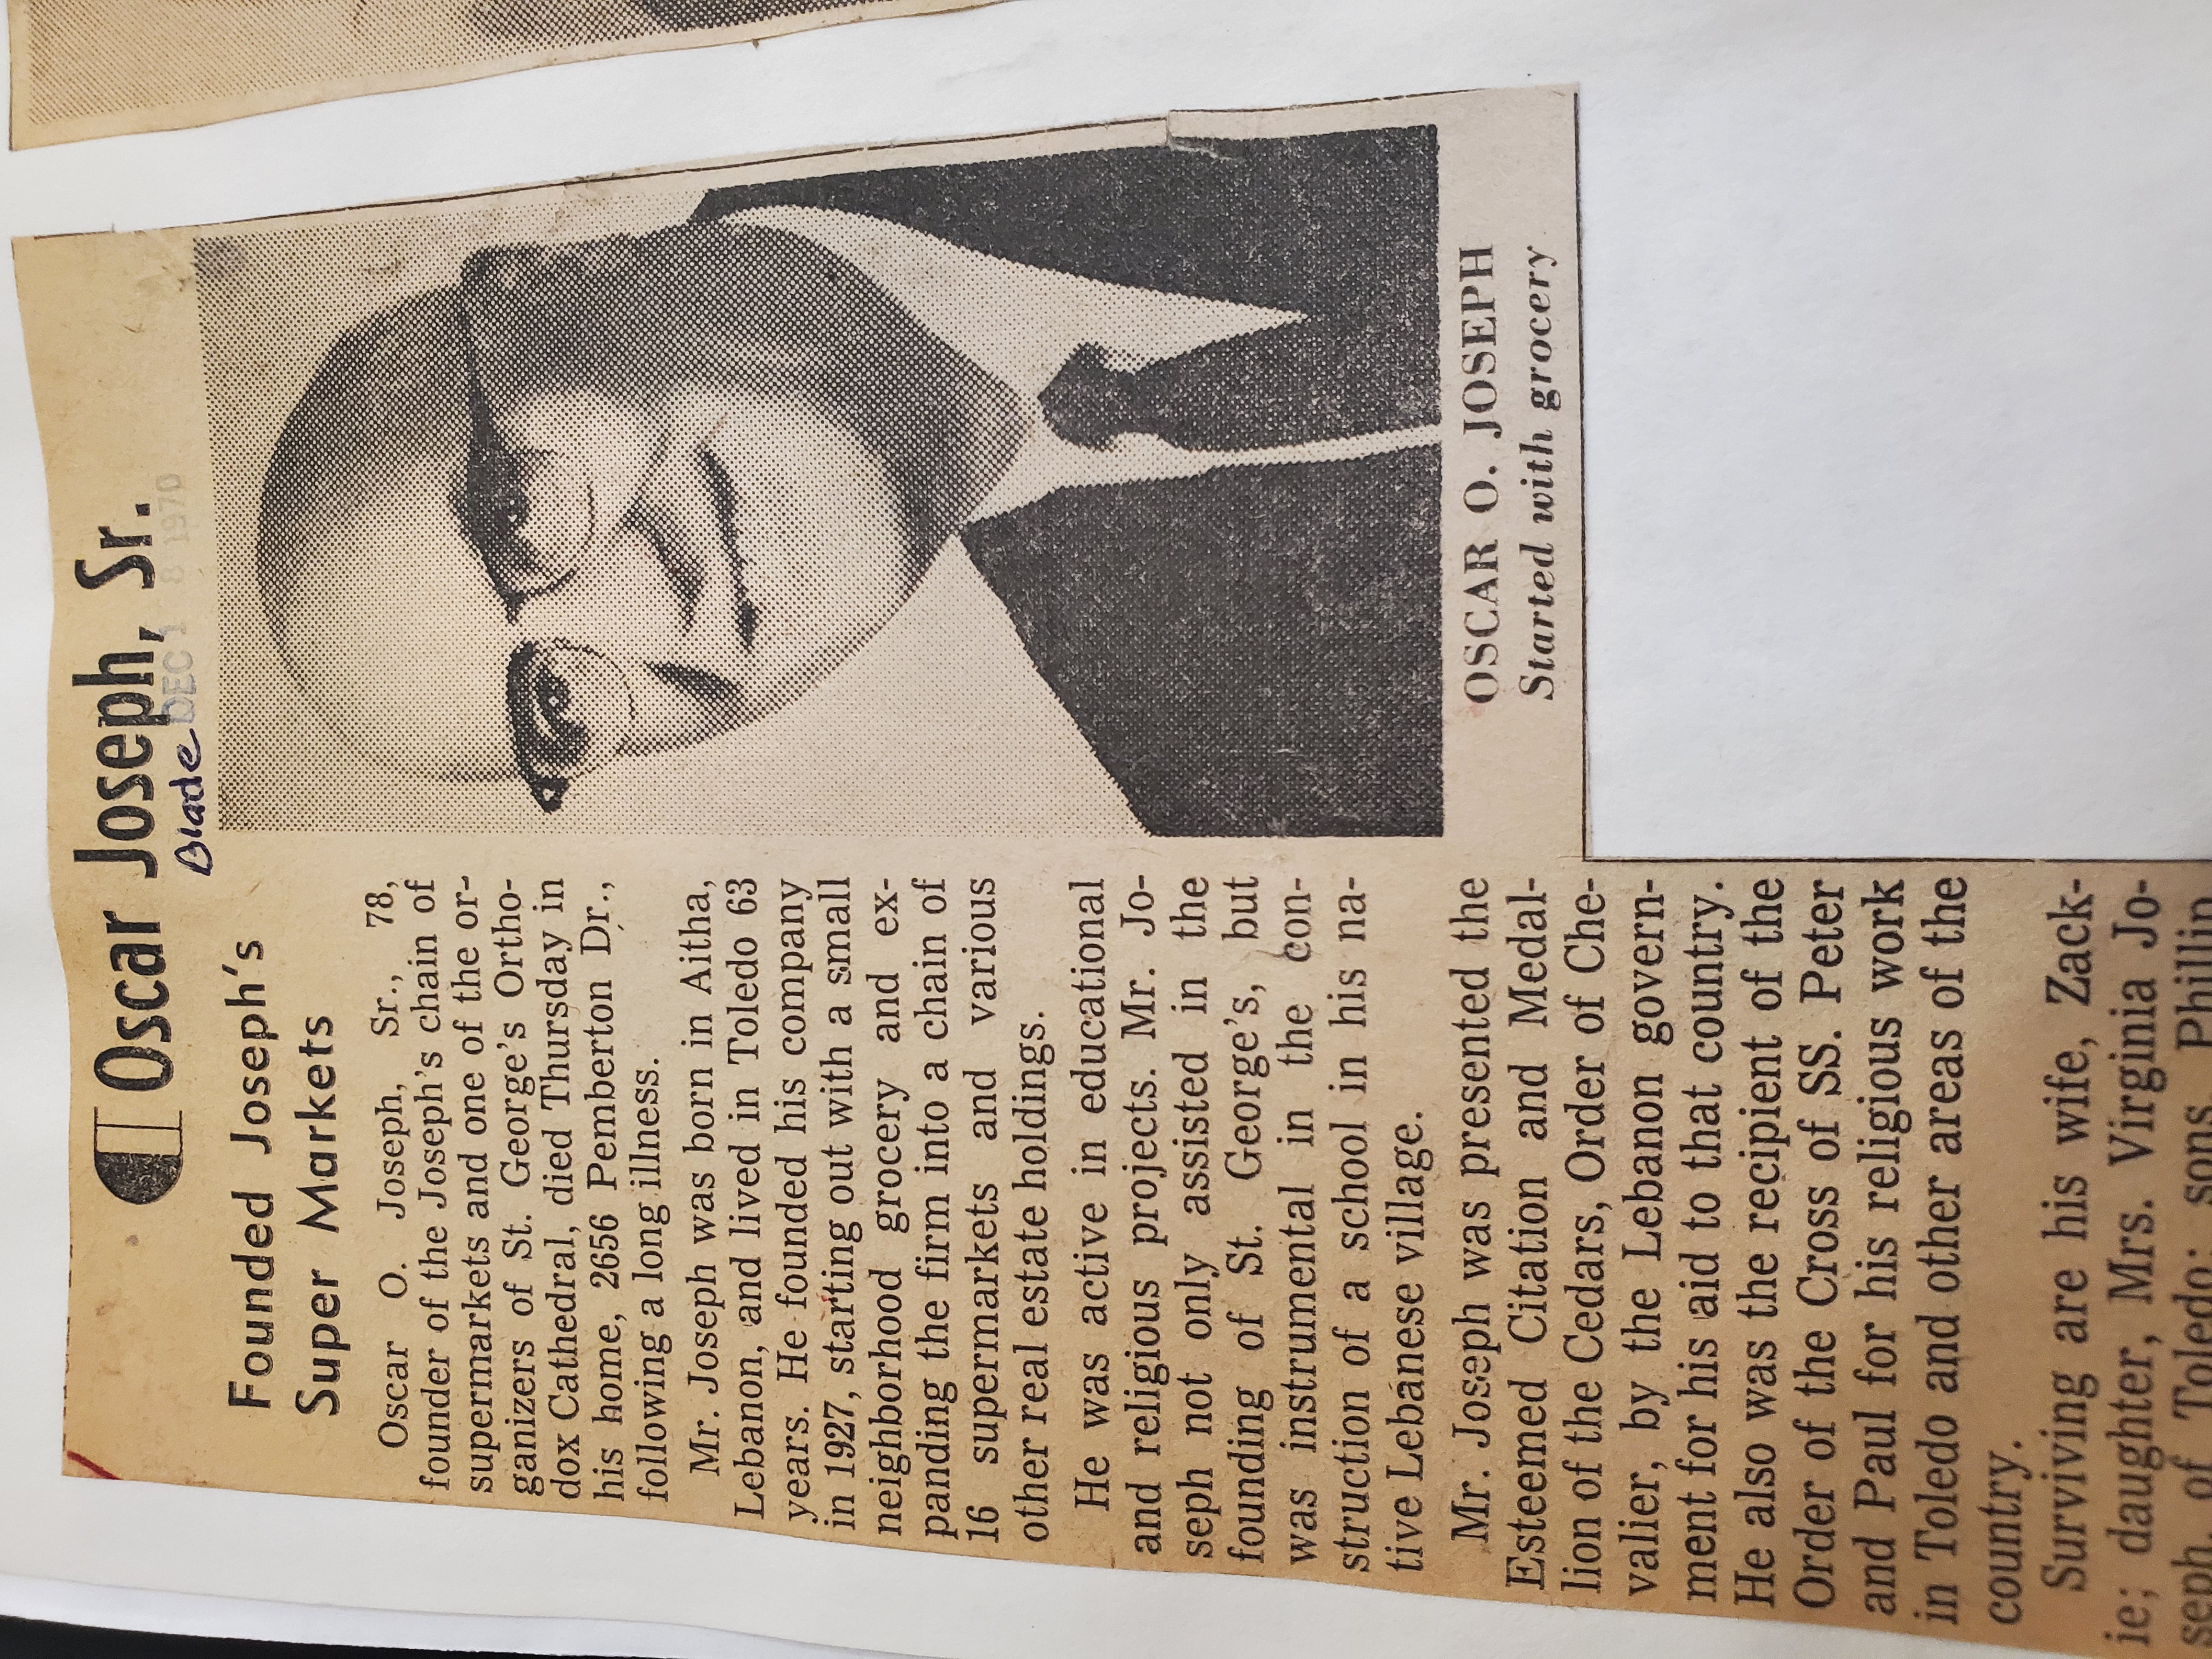 Oscar Joseph, Sr.
Blade DEC 18 1970
Founded Joseph's
Super Markets
Oscar O. Joseph, Sr., 78,
founder of the Joseph's chain of
supermarkets and one of the or-
ganizers of St. George's Ortho-
dox Cathedral, died Thursday in
his home, 2656 Pemberton Dr.,
following a long illness.
Mr. Joseph was born in Aitha,
Lebanon, and lived in Toledo 63
years. He founded his company
in 1927, starting out with a small
neighborhood grocery and ex-
panding the firm into a chain of
16 supermarkets and various
other real estate holdings.
He was active in educational
and religious projects. Mr. Jo-
seph not only assisted in the
founding of St. George's, but
was instrumental in the con-
struction of a school in his na-
tive Lebanese village.
Mr. Joseph was presented the
Esteemed Citation and Medal-
lion of the Cedars, Order of Che-
valier, by the Lebanon govern-
ment for his aid to that country.
He also was the recipient of the
Order of the Cross of SS. Peter
and Paul for his religious work
in Toledo and other areas of the
country.
Surviving are his wife, Zack-
ie; daughter, Mrs. Virginia Jo-
seph of Toledo; sons, Phillip
OSCAR O. JOSEPH
Started with grocery